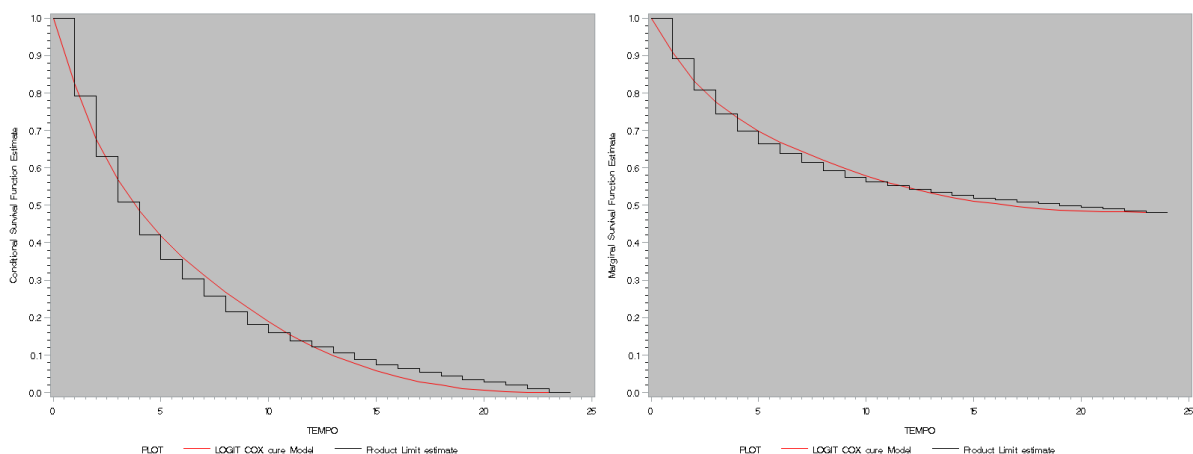 Conditional Survival Function Estimate
1.0
0.9
0.8
0.7
0.6
0.5
0.4
0.3
0.2
0.1
0.0
0 5 10 15 20 25
TEMPO
PLOT LOGIT COX cure Model Product Limit estimate
Marginal Survival Function Estimate
1.0
0.9
0.8
0.7
0.6
0.5
0.4
0.3
0.2
0.1
0.0
0 5 10 15 20 25
TEMPO
PLOT LOGIT COX cure Model Product Limit estimate